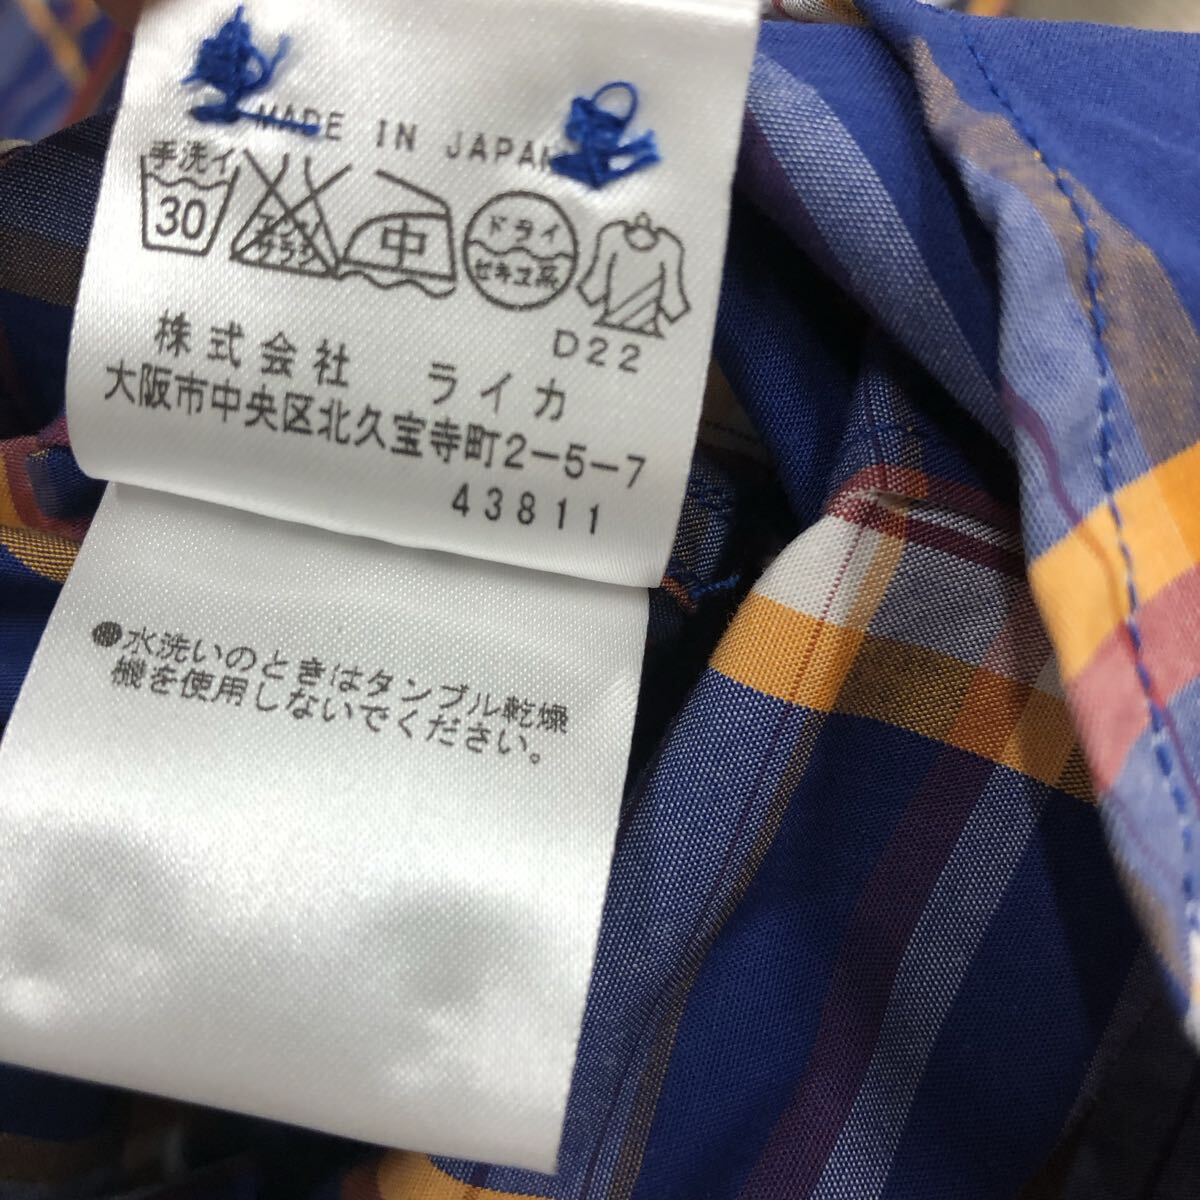 MADE IN JAPAN
手洗イ
30
エンソ
サラシ
中
ドライ
セキユ系
D22
株式会社 ライカ
大阪市中央区北久宝寺町2-5-7
43811
●水洗いのときはタンブル乾燥
機を使用しないでください。